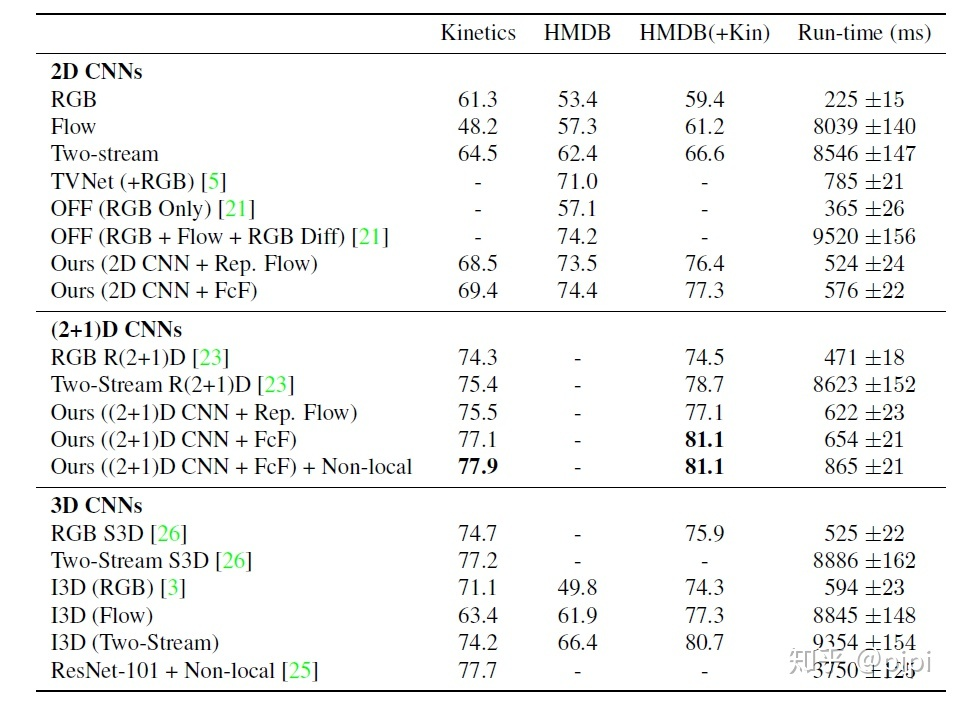 Kinetics HMDB HMDB(+Kin) Run-time (ms)
2D CNNs
RGB 61.3 53.4 59.4 225 ±15
Flow 48.2 57.3 61.2 8039 ±140
Two-stream 64.5 62.4 66.6 8546 ±147
TVNet (+RGB) [5] - 71.0 - 785 ±21
OFF (RGB Only) [21] - 57.1 - 365 ±26
OFF (RGB + Flow + RGB Diff) [21] - 74.2 - 9520 ±156
Ours (2D CNN + Rep. Flow) 68.5 73.5 76.4 524 ±24
Ours (2D CNN + FcF) 69.4 74.4 77.3 576 ±22
(2+1)D CNNs
RGB R(2+1)D [23] 74.3 - 74.5 471 ±18
Two-Stream R(2+1)D [23] 75.4 - 78.7 8623 ±152
Ours ((2+1)D CNN + Rep. Flow) 75.5 - 77.1 622 ±23
Ours ((2+1)D CNN + FcF) 77.1 - 81.1 654 ±21
Ours ((2+1)D CNN + FcF) + Non-local 77.9 - 81.1 865 ±21
3D CNNs
RGB S3D [26] 74.7 - 75.9 525 ±22
Two-Stream S3D [26] 77.2 - - 8886 ±162
I3D (RGB) [3] 71.1 49.8 74.3 594 ±23
I3D (Flow) 63.4 61.9 77.3 8845 ±148
I3D (Two-Stream) 74.2 66.4 80.7 9354 ±154
ResNet-101 + Non-local [25] 77.7 - - 3750 ±125
知乎 @pipi